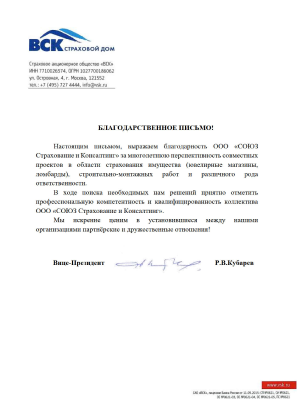 ВСК СТРАХОВОЙ ДОМ
Страховое акционерное общество «ВСК»
ИНН 7710026574, ОГРН 1027700186062
ул. Островная, 4, г. Москва, 121552
тел.: +7 (495) 727 4444, info@vsk.ru
БЛАГОДАРСТВЕННОЕ ПИСЬМО!
Настоящим письмом, выражаем благодарность ООО «СОЮЗ
Страхование и Консалтинг» за многолетнюю перспективность совместных
проектов в области страхования имущества (ювелирные магазины,
ломбарды), строительно-монтажных работ и различного рода
ответственности.
В ходе поиска необходимых нам решений приятно отметить
профессиональную компетентность и квалифицированность коллектива
ООО «СОЮЗ Страхование и Консалтинг».
Мы искренне ценим в установившиеся между нашими
организациями партнёрские и дружественные отношения!
Вице-Президент
Р.В.Кубарев
www.vsk.ru